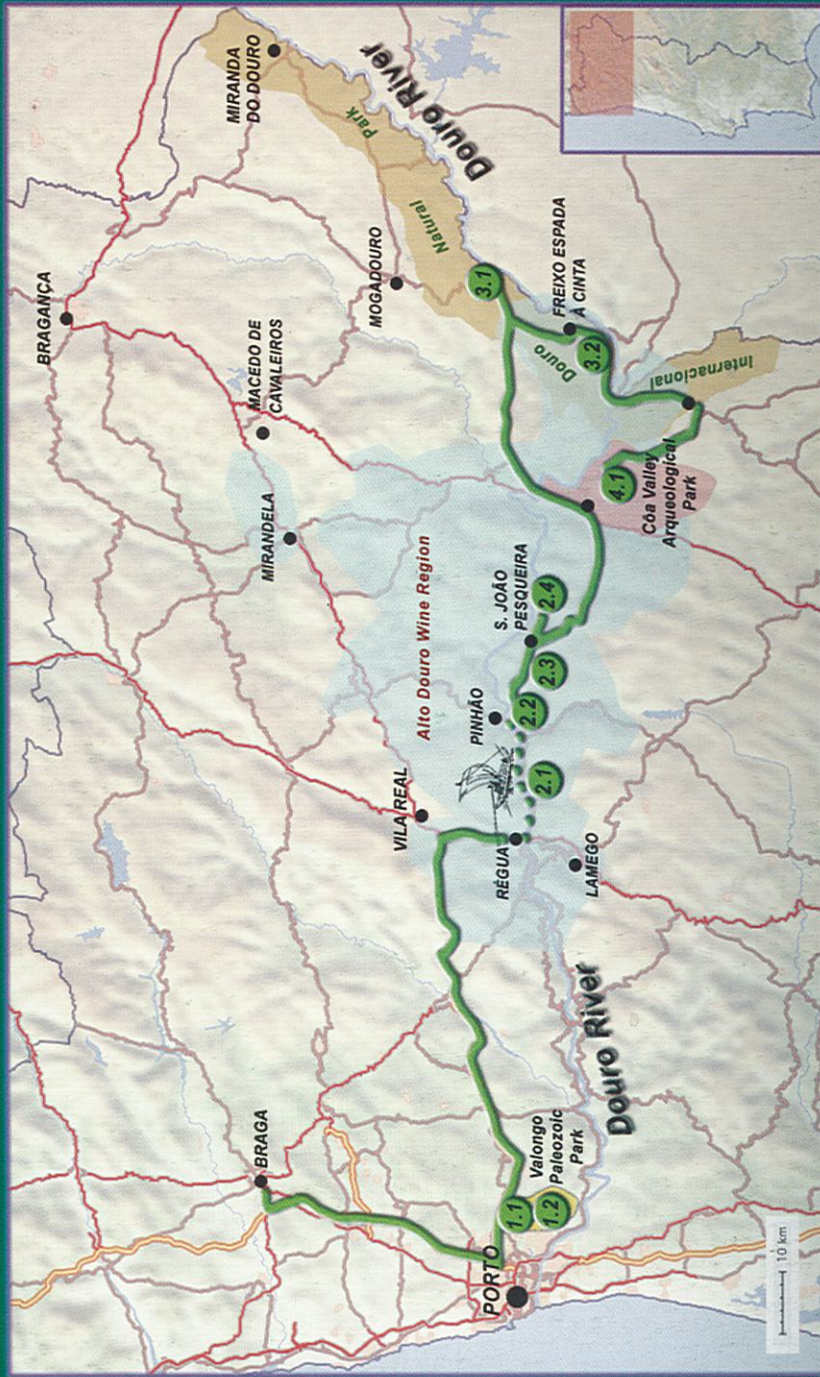 BRAGANÇA
MIRANDA
DO DOURO
Douro River
Natural
Park
MACEDO DE
CAVALEIROS
MOGADOURO
3.1
MIRANDELA
FREIXO ESPADA
À CINTA
Douro
3.2
Internacional
Alto Douro Wine Region
4.1
Côa Valley
Arqueological
Park
S. JOÃO
PESQUEIRA
2.4
2.3
PINHÃO
2.2
2.1
VILA REAL
RÉGUA
LAMEGO
BRAGA
Douro River
Valongo
Paleozoic
Park
1.1
1.2
PORTO
10 km